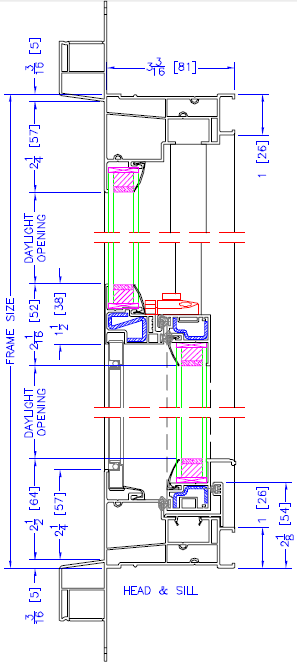 3 3/16 [81]
3/16 [5]
2 1/4 [57]
1 [26]
DAYLIGHT
OPENING
FRAME SIZE
2 1/16 [52]
1 1/2 [38]
DAYLIGHT
OPENING
2 1/2 [64]
2 1/4 [57]
1 [26]
2 1/8 [54]
3/16 [5]
HEAD & SILL